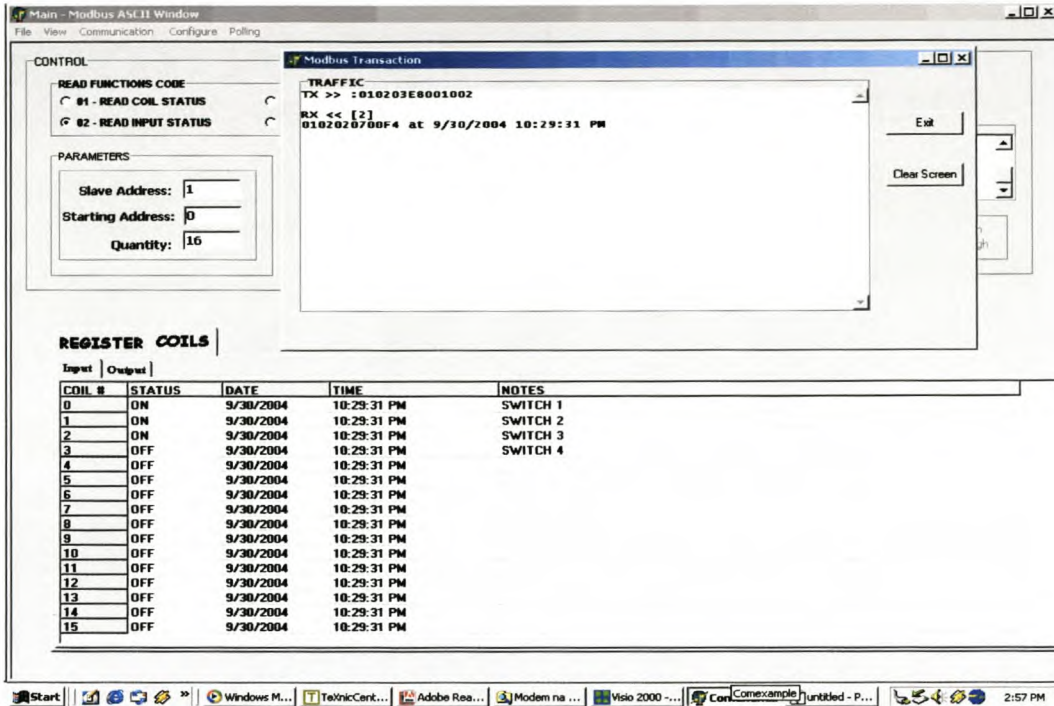 Main - Modbus ASCII Window
File View Communication Configure Polling
CONTROL
READ FUNCTIONS CODE
01 - READ COIL STATUS
02 - READ INPUT STATUS
PARAMETERS
Slave Address: 1
Starting Address: 0
Quantity: 16
Modbus Transaction
TRAFFIC
TX >> :010203E8001002
RX << [2]
0102020700F4 at 9/30/2004 10:29:31 PM
Exit
Clear Screen
REGISTER COILS
Input Output
COIL # STATUS DATE TIME NOTES
0 ON 9/30/2004 10:29:31 PM SWITCH 1
1 ON 9/30/2004 10:29:31 PM SWITCH 2
2 ON 9/30/2004 10:29:31 PM SWITCH 3
3 OFF 9/30/2004 10:29:31 PM SWITCH 4
4 OFF 9/30/2004 10:29:31 PM
5 OFF 9/30/2004 10:29:31 PM
6 OFF 9/30/2004 10:29:31 PM
7 OFF 9/30/2004 10:29:31 PM
8 OFF 9/30/2004 10:29:31 PM
9 OFF 9/30/2004 10:29:31 PM
10 OFF 9/30/2004 10:29:31 PM
11 OFF 9/30/2004 10:29:31 PM
12 OFF 9/30/2004 10:29:31 PM
13 OFF 9/30/2004 10:29:31 PM
14 OFF 9/30/2004 10:29:31 PM
15 OFF 9/30/2004 10:29:31 PM
Start Windows M... TeXnicCent... Adobe Rea... Modem na ... Visio 2000 -... Comexample untitled - P... 2:57 PM